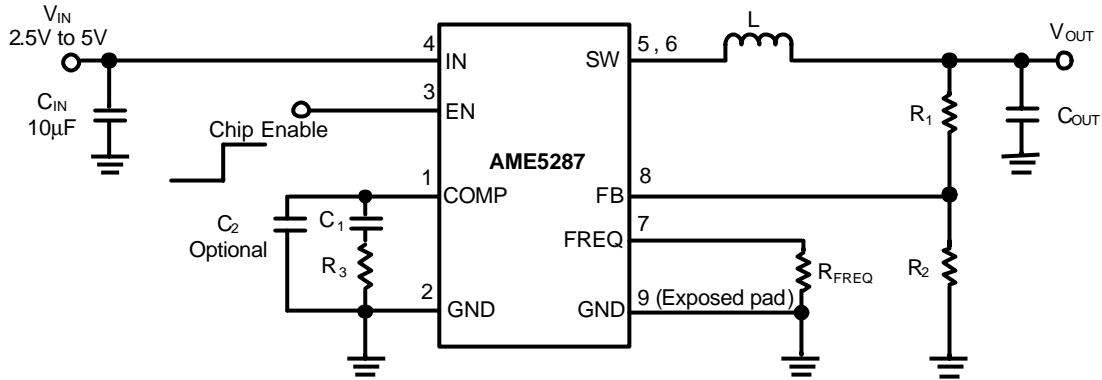 VIN
2.5V to 5V
CIN
10μF
Chip Enable
C2
Optional
C1
R3
4
3
1
2
IN
EN
COMP
GND
AME5287
SW
FB
FREQ
GND
5 , 6
8
7
9 (Exposed pad)
L
VOUT
R1
COUT
RFREQ
R2